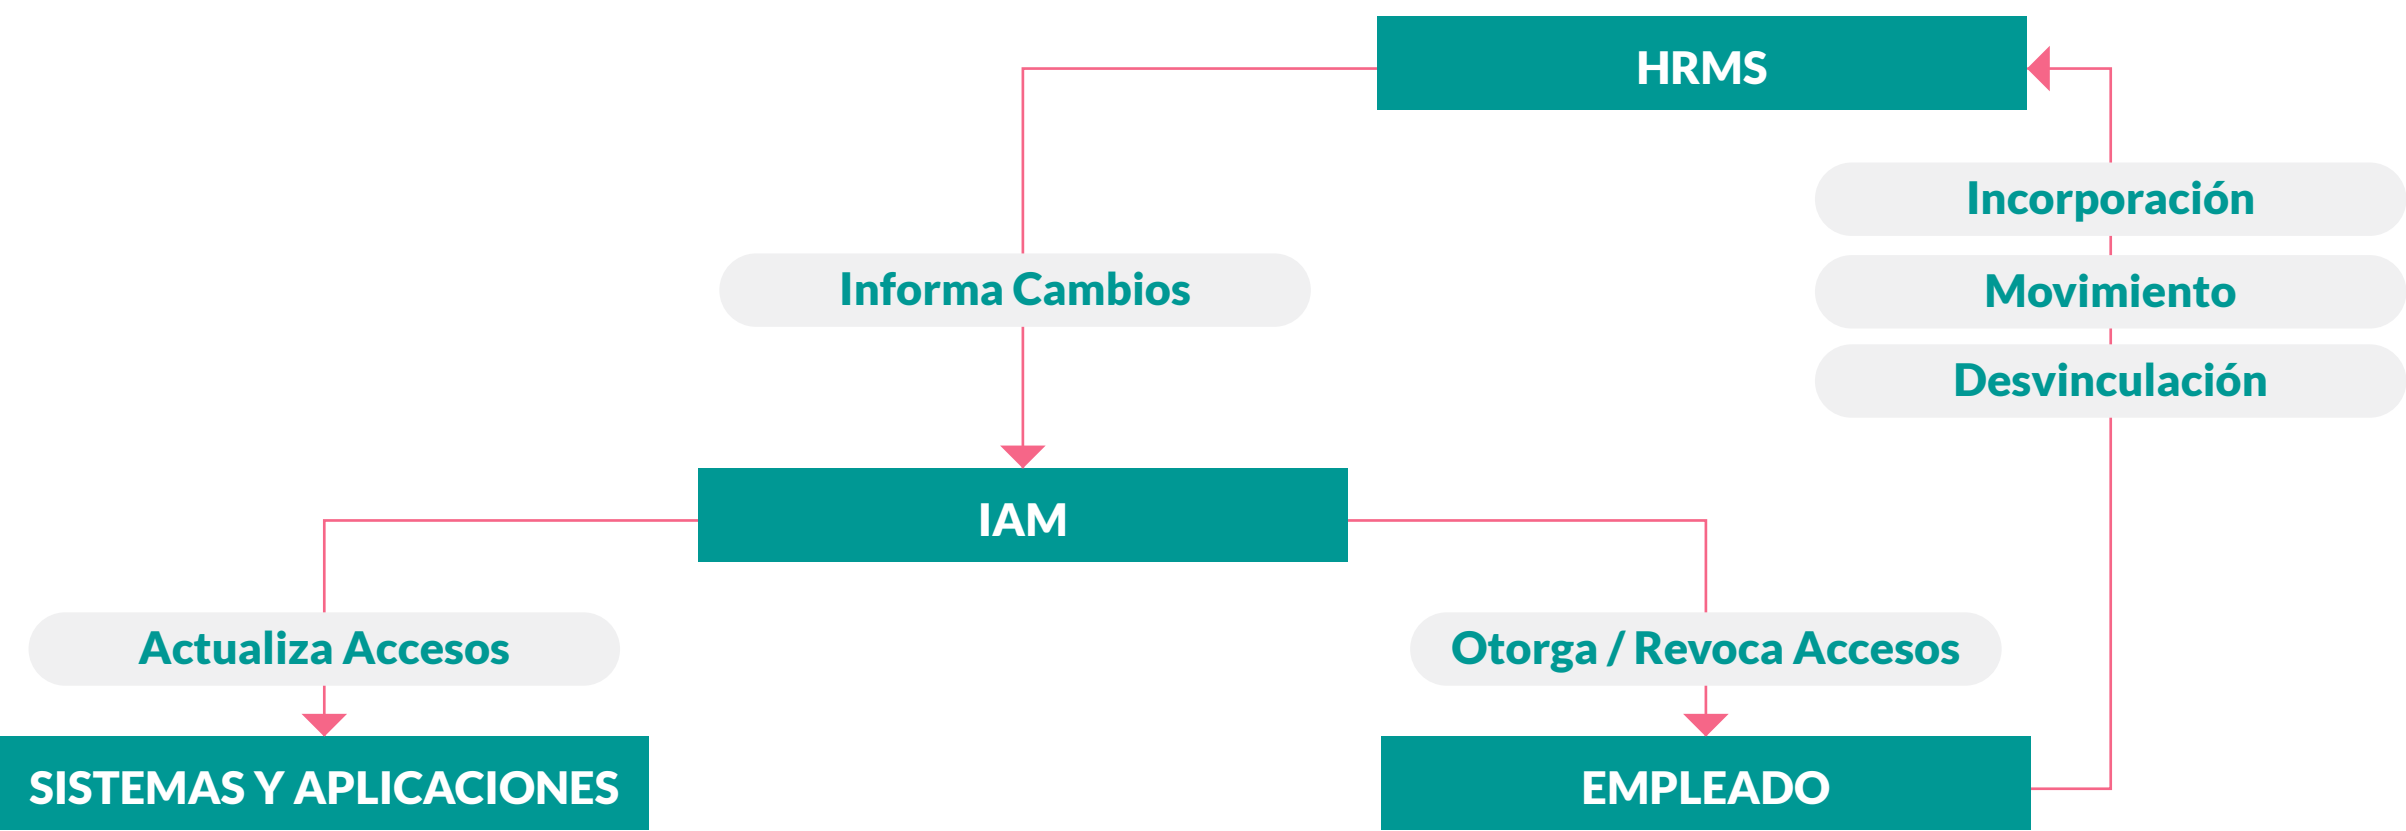 HRMS
Incorporación
Informa Cambios
Movimiento
Desvinculación
IAM
Actualiza Accesos
Otorga / Revoca Accesos
SISTEMAS Y APLICACIONES
EMPLEADO